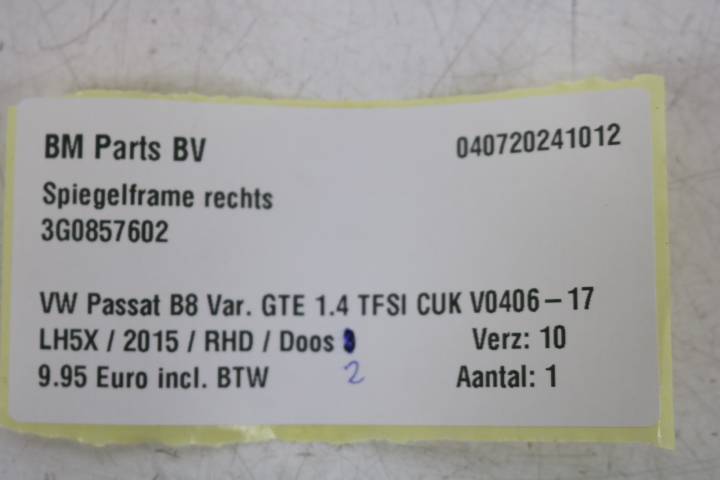 BM Parts BV 040720241012
Spiegelframe rechts
3G0857602
VW Passat B8 Var. GTE 1.4 TFSI CUK V0406-17
LH5X / 2015 / RHD / Doos Verz: 10
9.95 Euro incl. BTW 2 Aantal: 1